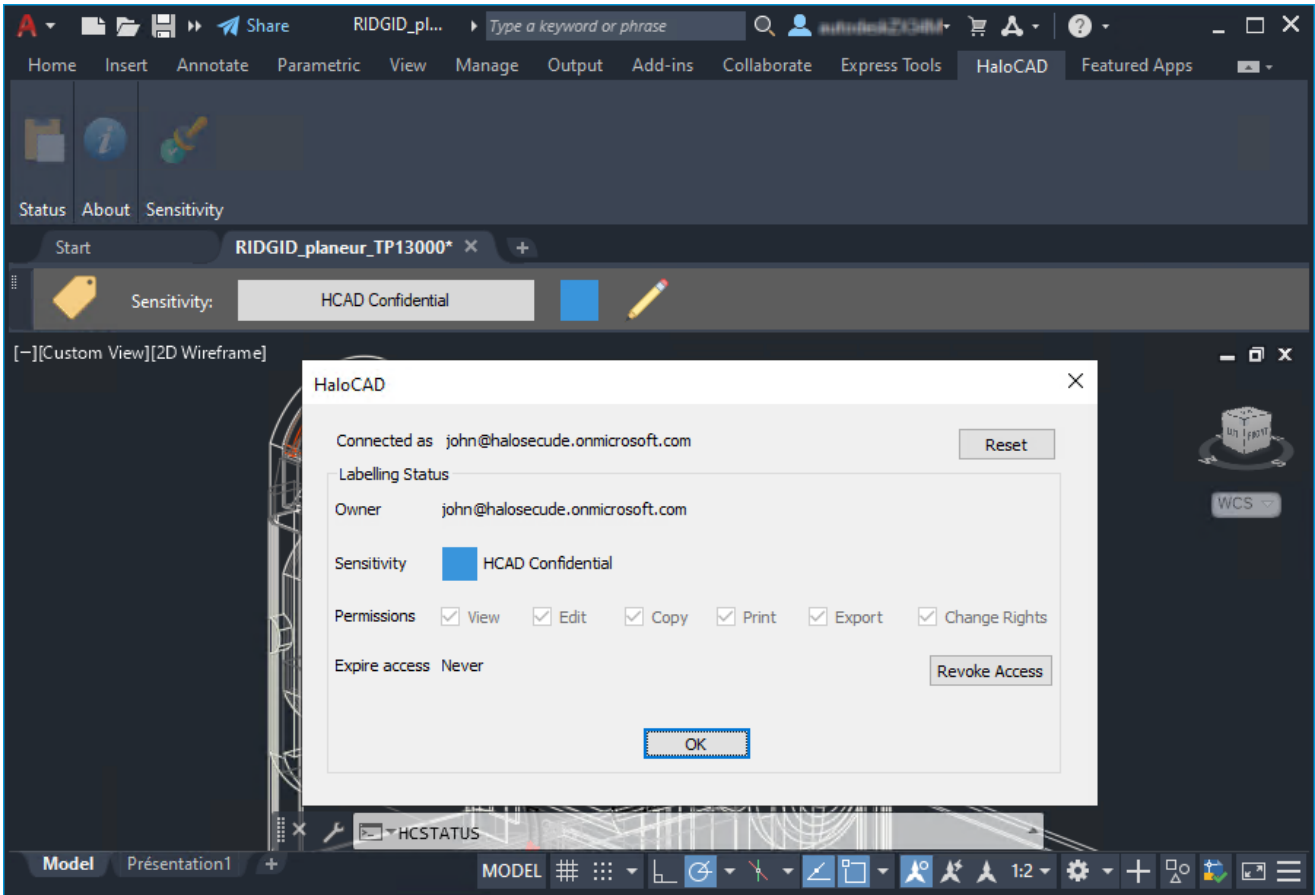 A Share RIDGID_pl... Type a keyword or phrase
Home Insert Annotate Parametric View Manage Output Add-ins Collaborate Express Tools HaloCAD Featured Apps
Status About Sensitivity
Start RIDGID_planeur_TP13000*
Sensitivity: HCAD Confidential
[−][Custom View][2D Wireframe]
HaloCAD
Connected as john@halosecude.onmicrosoft.com Reset
Labelling Status
Owner john@halosecude.onmicrosoft.com
Sensitivity HCAD Confidential
Permissions View Edit Copy Print Export Change Rights
Expire access Never Revoke Access
OK
FRONT
WCS
HCSTATUS
Model Présentation1 + MODEL 1:2